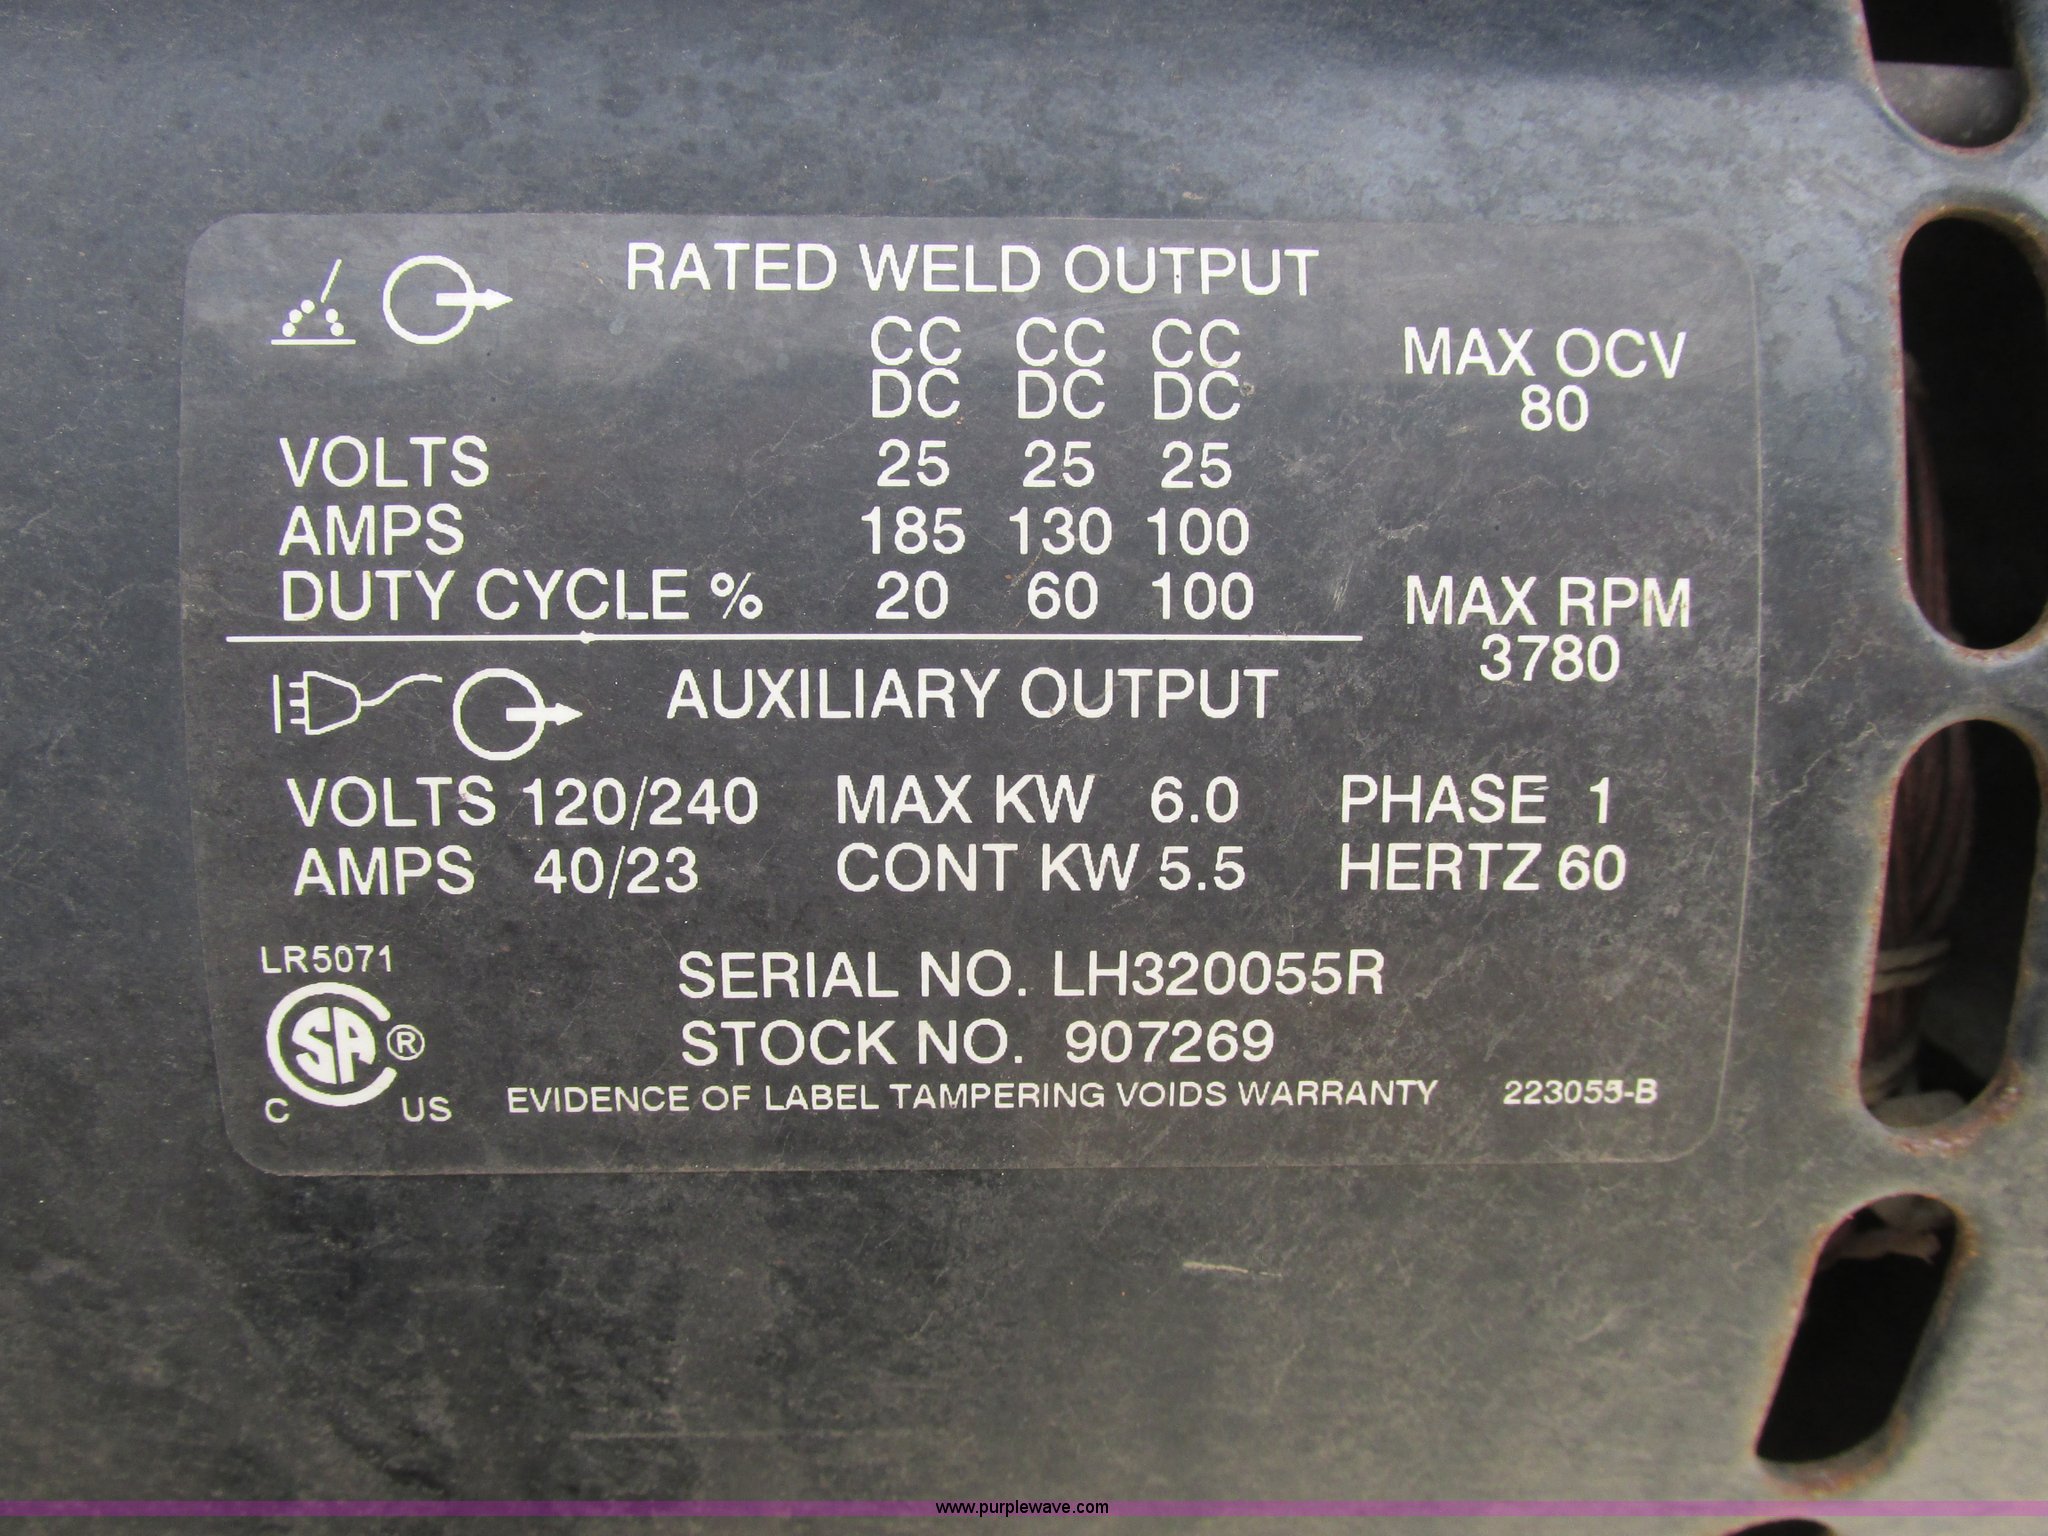 RATED WELD OUTPUT
CC CC CC
DC DC DC
MAX OCV
80
VOLTS 25 25 25
AMPS 185 130 100
DUTY CYCLE % 20 60 100
MAX RPM
3780
AUXILIARY OUTPUT
VOLTS 120/240 MAX KW 6.0 PHASE 1
AMPS 40/23 CONT KW 5.5 HERTZ 60
LR5071
SA ®
C US
SERIAL NO. LH320055R
STOCK NO. 907269
EVIDENCE OF LABEL TAMPERING VOIDS WARRANTY 223055-B
www.purplewave.com